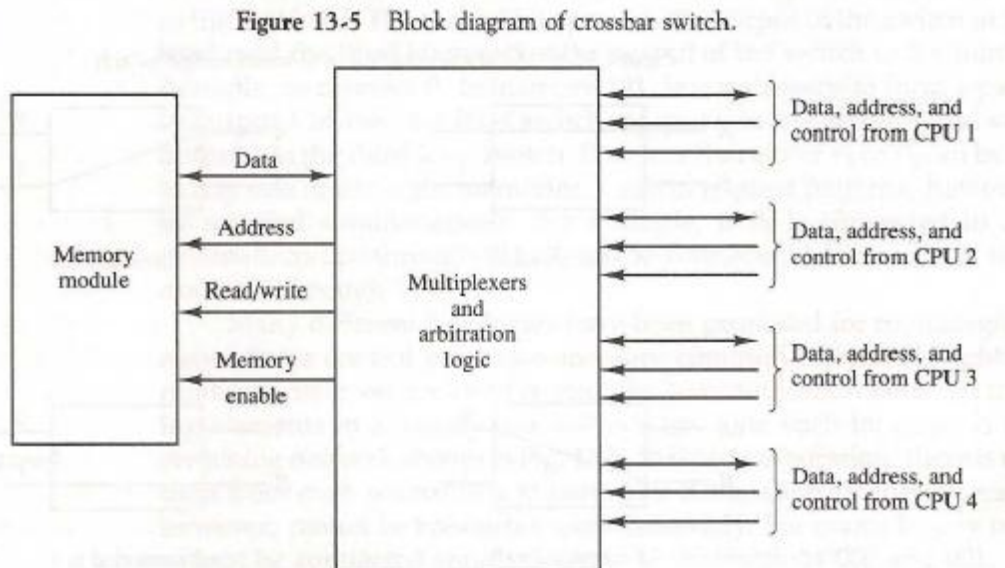 Figure 13-5 Block diagram of crossbar switch.
Memory
module
Data
Address
Read/write
Memory
enable
Multiplexers
and
arbitration
logic
Data, address, and
control from CPU 1
Data, address, and
control from CPU 2
Data, address, and
control from CPU 3
Data, address, and
control from CPU 4